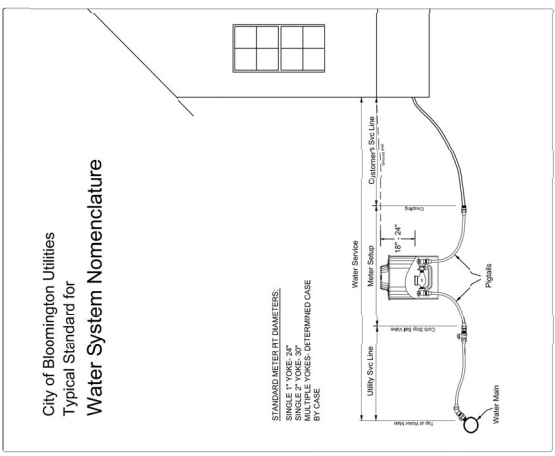 City of Bloomington Utilities
Typical Standard for
Water System Nomenclature
STANDARD METER PIT DIAMETERS:
SINGLE 1" YOKE- 24"
SINGLE 2" YOKE- 30"
MULTIPLE YOKES- DETERMINED CASE
BY CASE
Water Service
Utility Svc Line
Meter Setup
Customer's Svc Line
18" - 24"
Tap at Water Main
Curb Stop Ball Valve
Coupling
Pigtails
Water Main